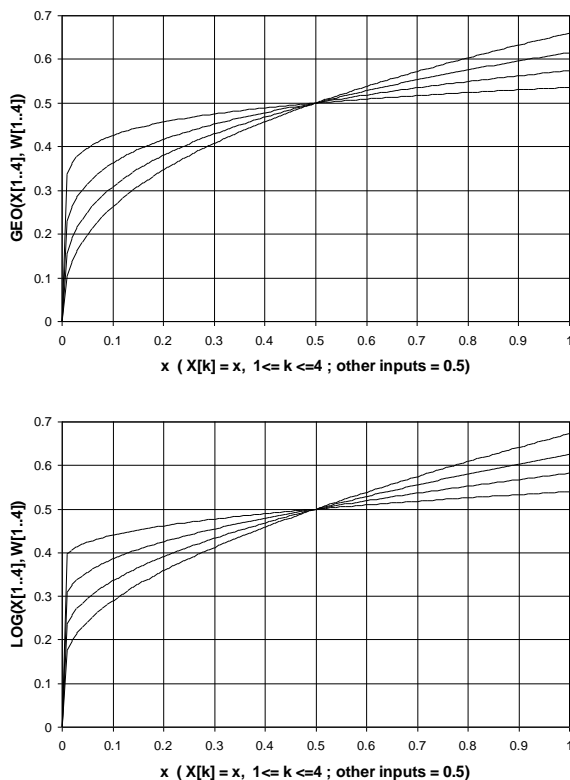 0.7
0.6
0.5
0.4
0.3
0.2
0.1
0
GEO(X[1..4], W[1..4])
0 0.1 0.2 0.3 0.4 0.5 0.6 0.7 0.8 0.9 1
x ( X[k] = x, 1<= k <=4 ; other inputs = 0.5)
0.7
0.6
0.5
0.4
0.3
0.2
0.1
0
LOG(X[1..4], W[1..4])
0 0.1 0.2 0.3 0.4 0.5 0.6 0.7 0.8 0.9 1
x ( X[k] = x, 1<= k <=4 ; other inputs = 0.5)